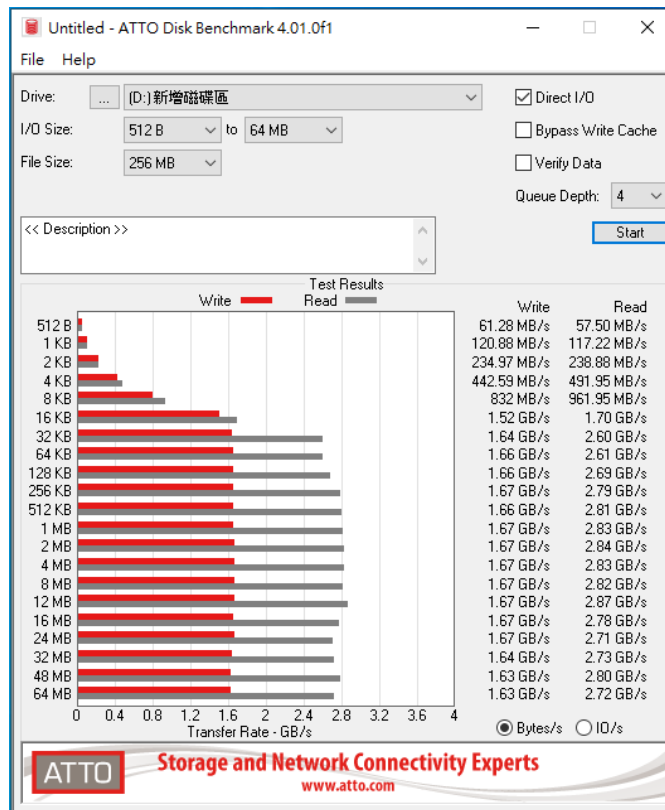 Untitled - ATTO Disk Benchmark 4.01.0f1
File Help
Drive: ... (D:)新增磁碟區
Direct I/O
I/O Size: 512 B to 64 MB
Bypass Write Cache
File Size: 256 MB
Verify Data
Queue Depth: 4
<< Description >>
Start
Test Results
Write Read Write Read
512 B 61.28 MB/s 57.50 MB/s
1 KB 120.88 MB/s 117.22 MB/s
2 KB 234.97 MB/s 238.88 MB/s
4 KB 442.59 MB/s 491.95 MB/s
8 KB 832 MB/s 961.95 MB/s
16 KB 1.52 GB/s 1.70 GB/s
32 KB 1.64 GB/s 2.60 GB/s
64 KB 1.66 GB/s 2.61 GB/s
128 KB 1.66 GB/s 2.69 GB/s
256 KB 1.67 GB/s 2.79 GB/s
512 KB 1.66 GB/s 2.81 GB/s
1 MB 1.67 GB/s 2.83 GB/s
2 MB 1.67 GB/s 2.84 GB/s
4 MB 1.67 GB/s 2.83 GB/s
8 MB 1.67 GB/s 2.82 GB/s
12 MB 1.67 GB/s 2.87 GB/s
16 MB 1.67 GB/s 2.78 GB/s
24 MB 1.67 GB/s 2.71 GB/s
32 MB 1.64 GB/s 2.73 GB/s
48 MB 1.63 GB/s 2.80 GB/s
64 MB 1.63 GB/s 2.72 GB/s
0 0.4 0.8 1.2 1.6 2 2.4 2.8 3.2 3.6 4
Transfer Rate - GB/s
Bytes/s IO/s
ATTO
Storage and Network Connectivity Experts
www.atto.com